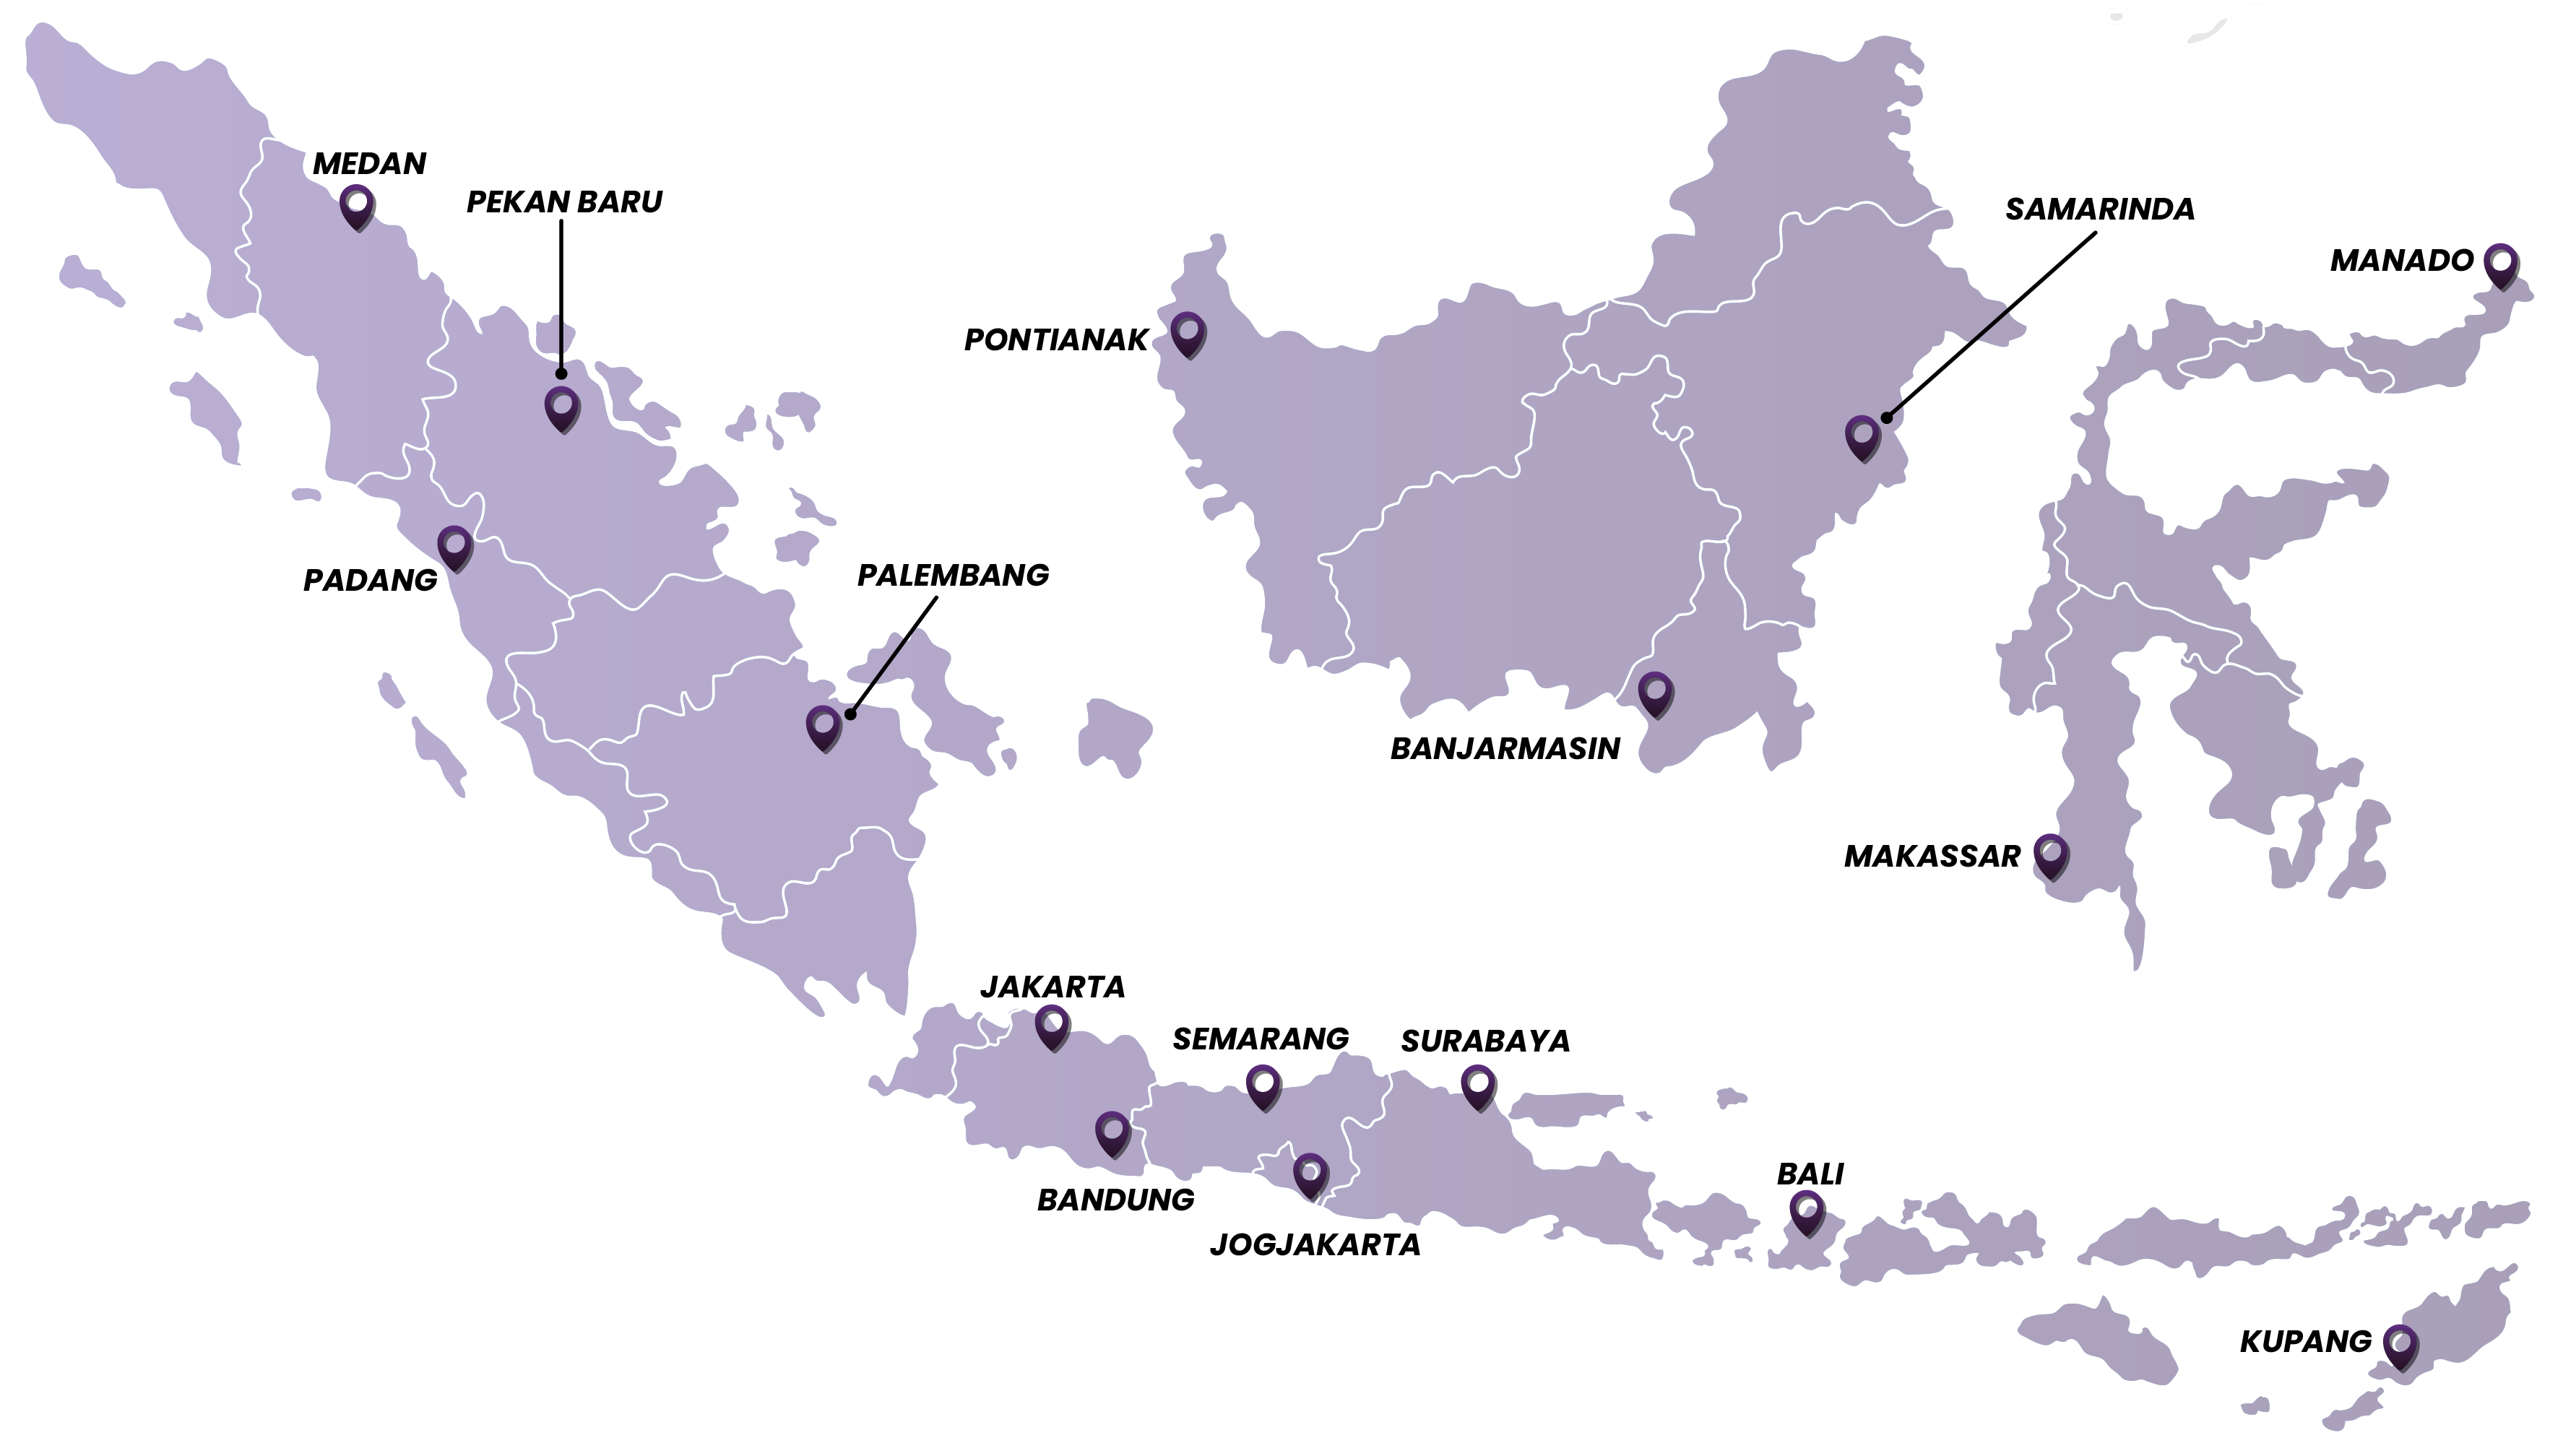 MEDAN
PEKAN BARU
SAMARINDA
MANADO
PONTIANAK
PADANG
PALEMBANG
BANJARMASIN
MAKASSAR
JAKARTA
SEMARANG
SURABAYA
BALI
BANDUNG
JOGJAKARTA
KUPANG